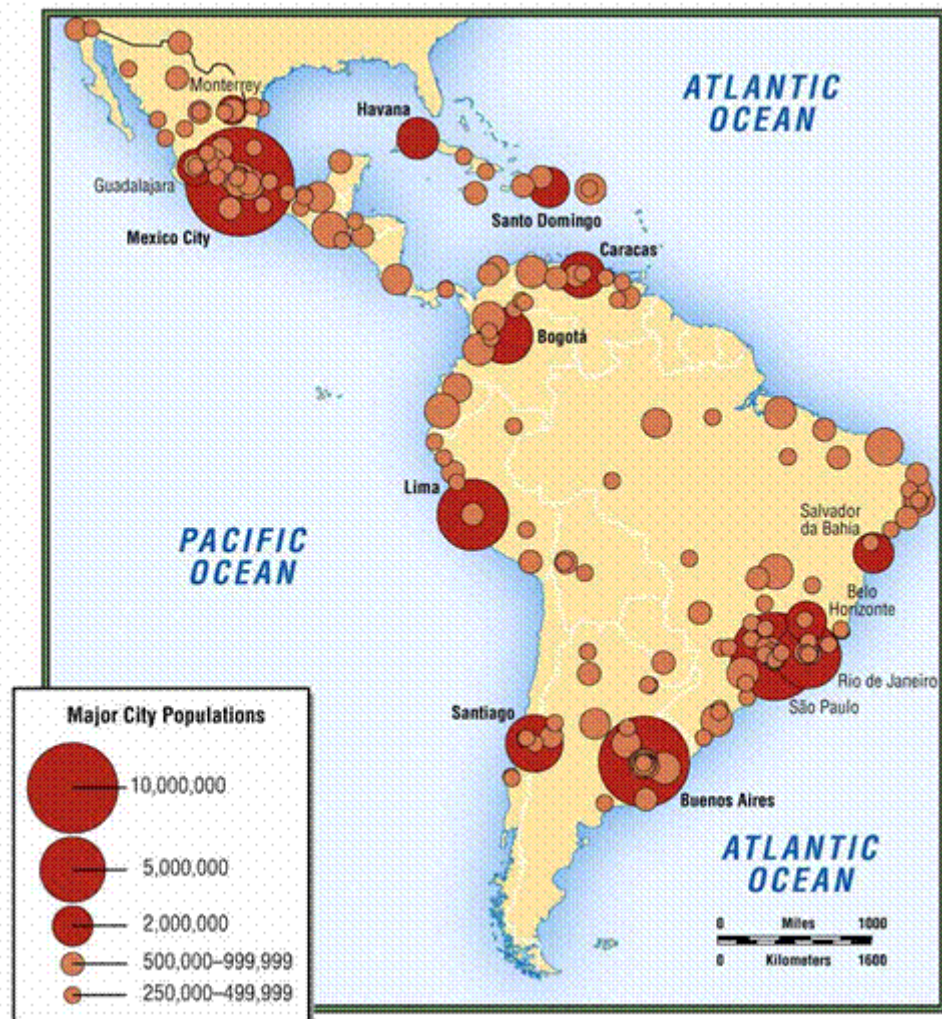 ATLANTIC
OCEAN
Monterrey
Havana
Guadalajara
Mexico City
Santo Domingo
Caracas
Bogotá
Lima
Salvador
da Bahia
PACIFIC
OCEAN
Belo
Horizonte
Rio de Janeiro
São Paulo
Santiago
Buenos Aires
ATLANTIC
OCEAN
0 Miles 1000
0 Kilometers 1600
Major City Populations
10,000,000
5,000,000
2,000,000
500,000–999,999
250,000–499,999